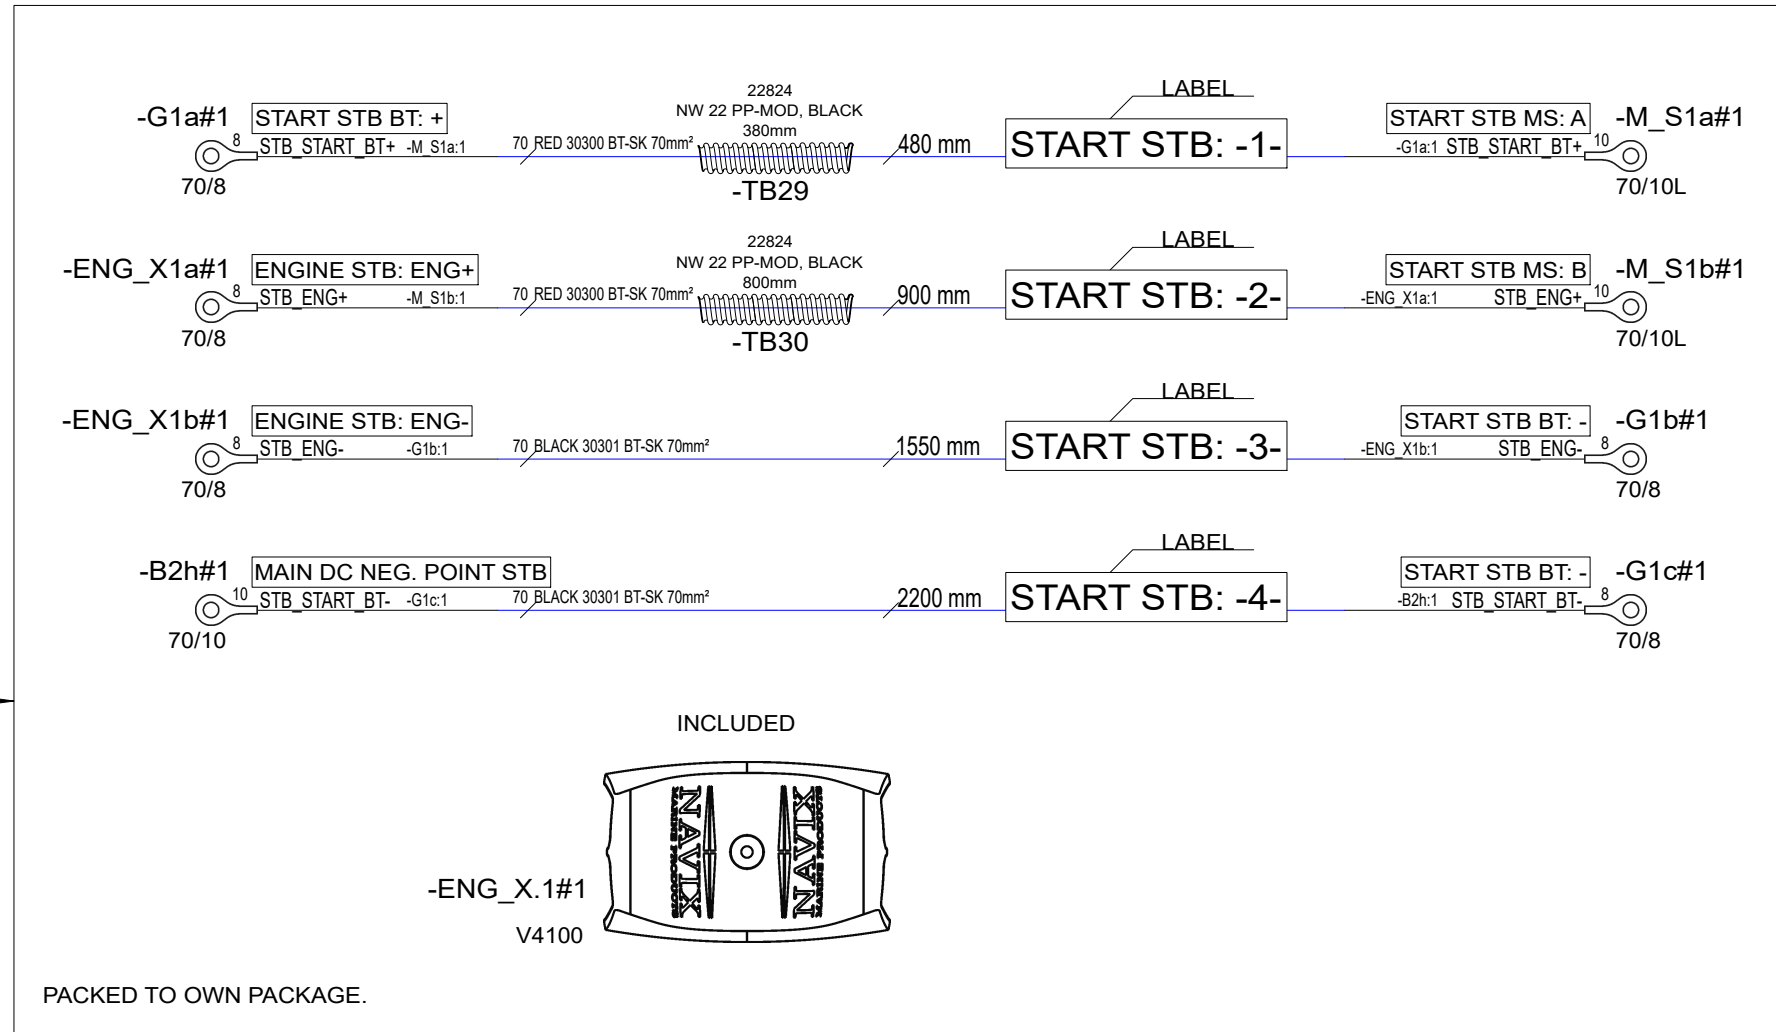 22824
LABEL
-G1a#1 START STB BT: + NW 22 PP-MOD, BLACK START STB MS: A -M_S1a#1
380mm
8 STB_START_BT+ -M_S1a:1 70 RED 30300 BT-SK 70mm² 480 mm START STB: -1- -G1a:1 STB_START_BT+ 10
70/8 -TB29 70/10L
22824
LABEL
-ENG_X1a#1 ENGINE STB: ENG+ NW 22 PP-MOD, BLACK START STB MS: B -M_S1b#1
800mm
8 STB_ENG+ -M_S1b:1 70 RED 30300 BT-SK 70mm² 900 mm START STB: -2- -ENG_X1a:1 STB_ENG+ 10
70/8 -TB30 70/10L
LABEL
-ENG_X1b#1 ENGINE STB: ENG- START STB BT: - -G1b#1
8 STB_ENG- -G1b:1 70 BLACK 30301 BT-SK 70mm² 1550 mm START STB: -3- -ENG_X1b:1 STB_ENG- 8
70/8 70/8
LABEL
-B2h#1 MAIN DC NEG. POINT STB START STB BT: - -G1c#1
10 STB_START_BT- -G1c:1 70 BLACK 30301 BT-SK 70mm² 2200 mm START STB: -4- -B2h:1 STB_START_BT- 8
70/10 70/8
INCLUDED
NAVIX
MARINE PRODUCTS
NAVIX
MARINE PRODUCTS
-ENG_X.1#1
V4100
PACKED TO OWN PACKAGE.